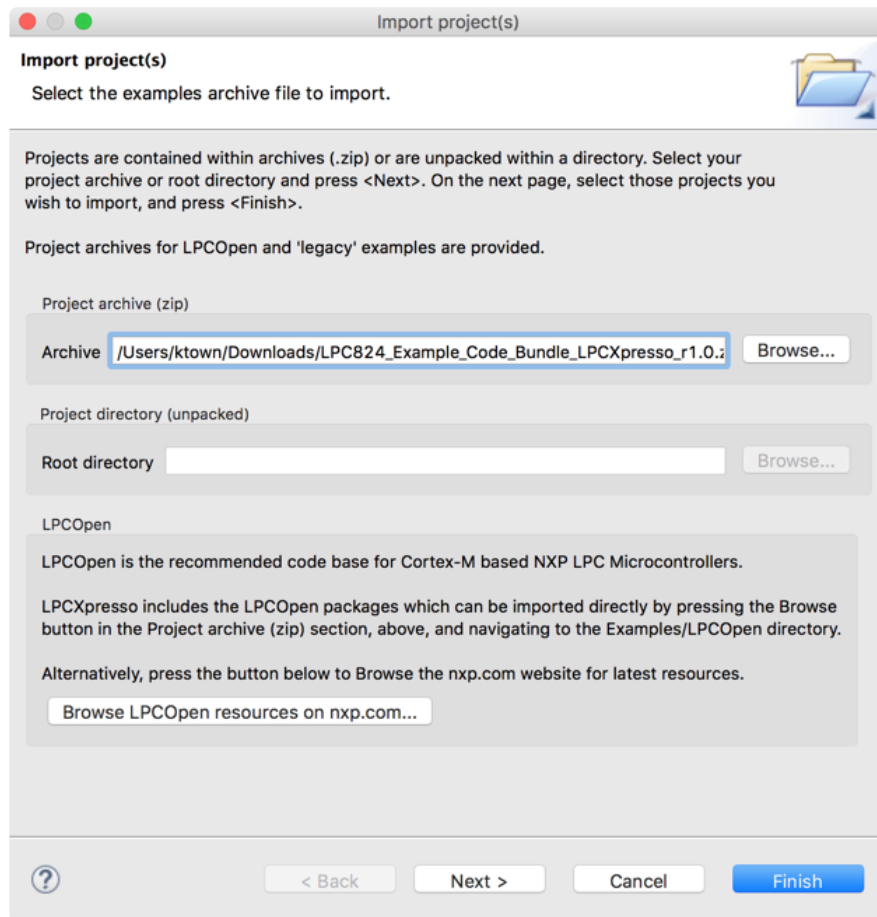 Import project(s)
Import project(s)
Select the examples archive file to import.
Projects are contained within archives (.zip) or are unpacked within a directory. Select your
project archive or root directory and press <Next>. On the next page, select those projects you
wish to import, and press <Finish>.
Project archives for LPCOpen and 'legacy' examples are provided.
Project archive (zip)
Archive /Users/ktown/Downloads/LPC824_Example_Code_Bundle_LPCXpresso_r1.0.z Browse...
Project directory (unpacked)
Root directory Browse...
LPCOpen
LPCOpen is the recommended code base for Cortex-M based NXP LPC Microcontrollers.
LPCXpresso includes the LPCOpen packages which can be imported directly by pressing the Browse
button in the Project archive (zip) section, above, and navigating to the Examples/LPCOpen directory.
Alternatively, press the button below to Browse the nxp.com website for latest resources.
Browse LPCOpen resources on nxp.com...
? < Back Next > Cancel Finish